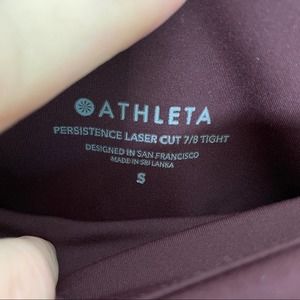 ATHLETA
PERSISTENCE LASER CUT 7/8 TIGHT
DESIGNED IN SAN FRANCISCO
MADE IN SRI LANKA
S